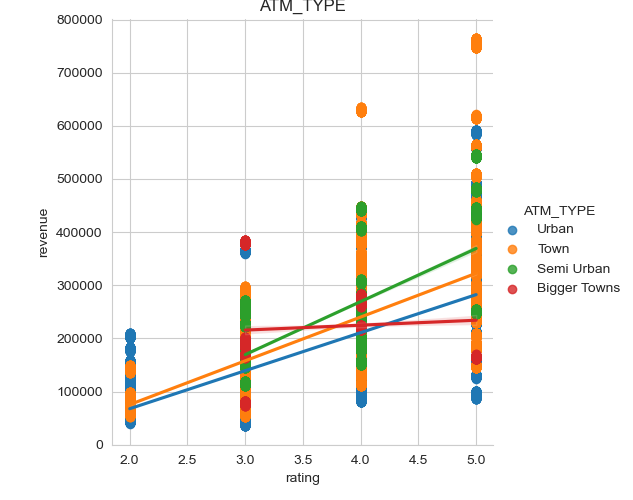 ATM_TYPE
800000
700000
600000
500000
400000
300000
200000
100000
0
revenue
2.0 2.5 3.0 3.5 4.0 4.5 5.0
rating
ATM_TYPE
Urban
Town
Semi Urban
Bigger Towns